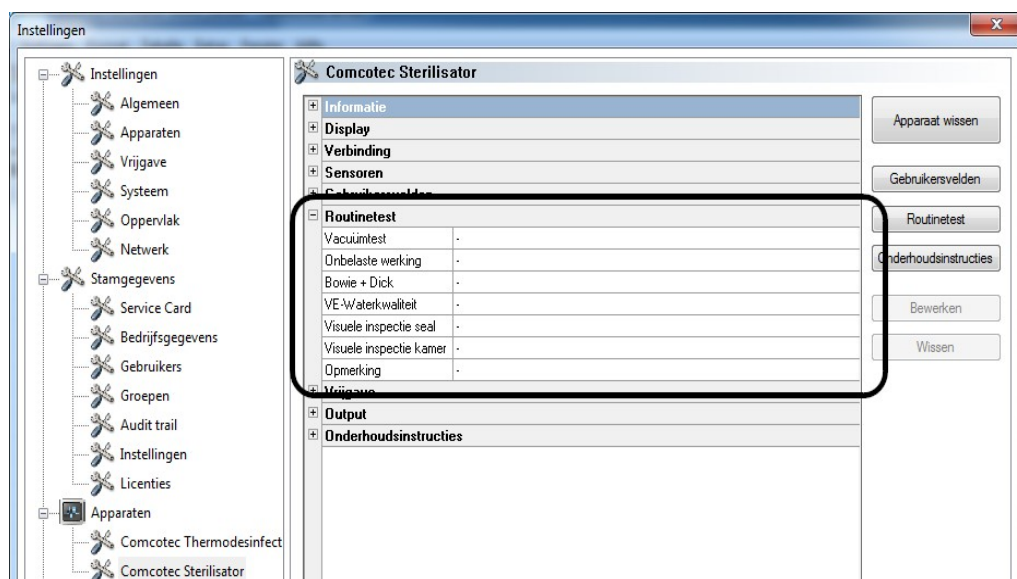 Instellingen
Instellingen
Algemeen
Apparaten
Vrijgave
Systeem
Oppervlak
Netwerk
Stamgegevens
Service Card
Bedrijfsgegevens
Gebruikers
Groepen
Audit trail
Instellingen
Licenties
Apparaten
Comcotec Thermodesinfect
Comcotec Sterilisator
Comcotec Sterilisator
Informatie
Display
Verbinding
Sensoren
Gebruikersvelden
Routinetest
Vacuümtest -
Onbelaste werking -
Bowie + Dick -
VE-Waterkwaliteit -
Visuele inspectie seal -
Visuele inspectie kamer -
Opmerking -
Vrijgave
Output
Onderhoudsinstructies
Apparaat wissen
Gebruikersvelden
Routinetest
Onderhoudsinstructies
Bewerken
Wissen